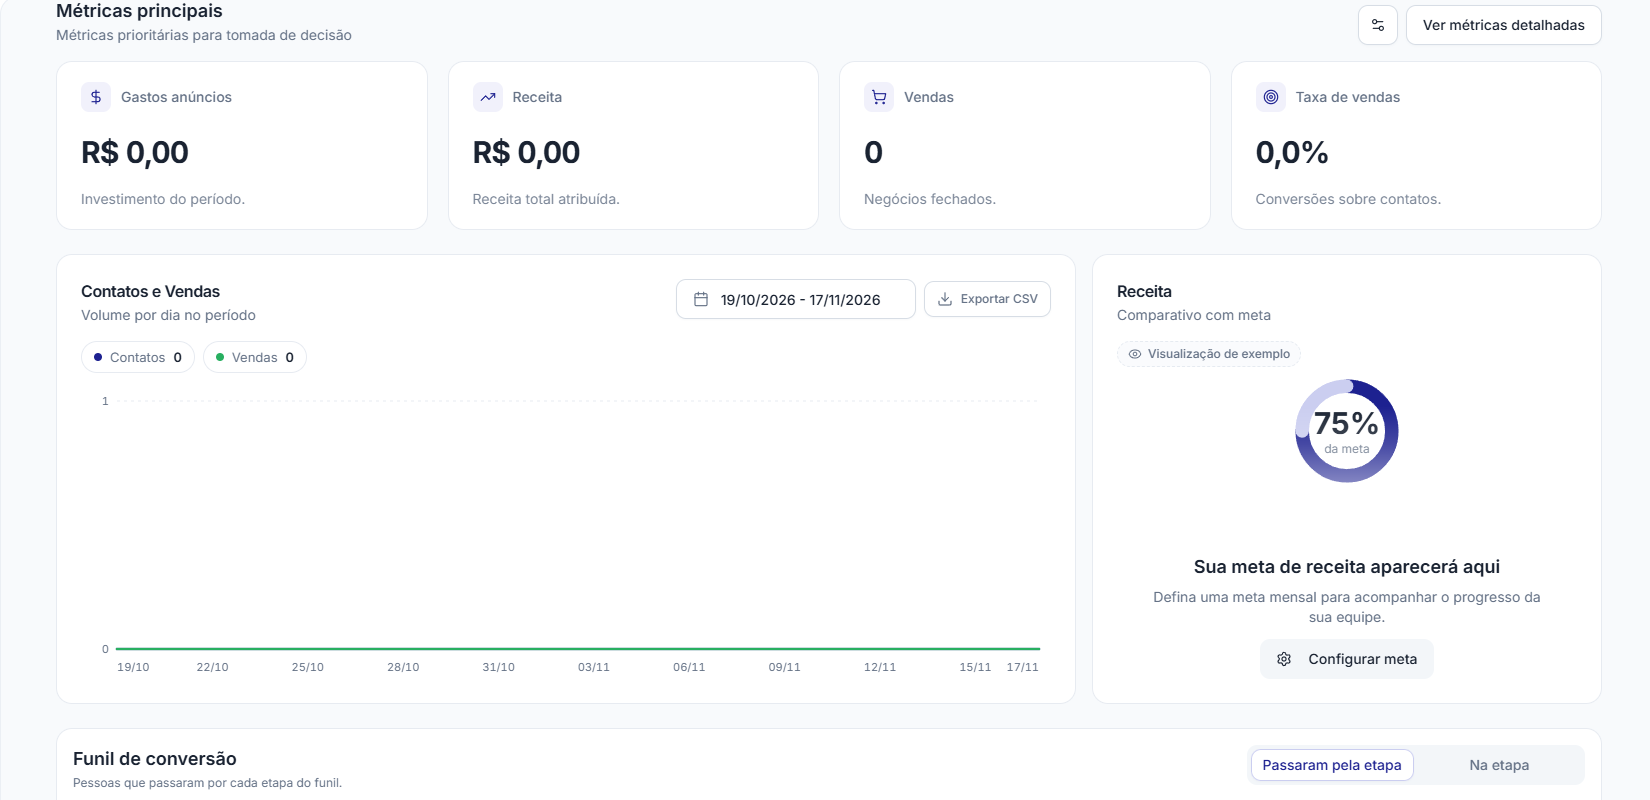 Métricas principais
Métricas prioritárias para tomada de decisão
Ver métricas detalhadas
Gastos anúncios
R$ 0,00
Investimento do período.
Receita
R$ 0,00
Receita total atribuída.
Vendas
0
Negócios fechados.
Taxa de vendas
0,0%
Conversões sobre contatos.
Contatos e Vendas
Volume por dia no período
19/10/2026 - 17/11/2026
Exportar CSV
Contatos 0
Vendas 0
1
0
19/10 22/10 25/10 28/10 31/10 03/11 06/11 09/11 12/11 15/11 17/11
Receita
Comparativo com meta
Visualização de exemplo
75%
da meta
Sua meta de receita aparecerá aqui
Defina uma meta mensal para acompanhar o progresso da
sua equipe.
Configurar meta
Funil de conversão
Pessoas que passaram por cada etapa do funil.
Passaram pela etapa
Na etapa